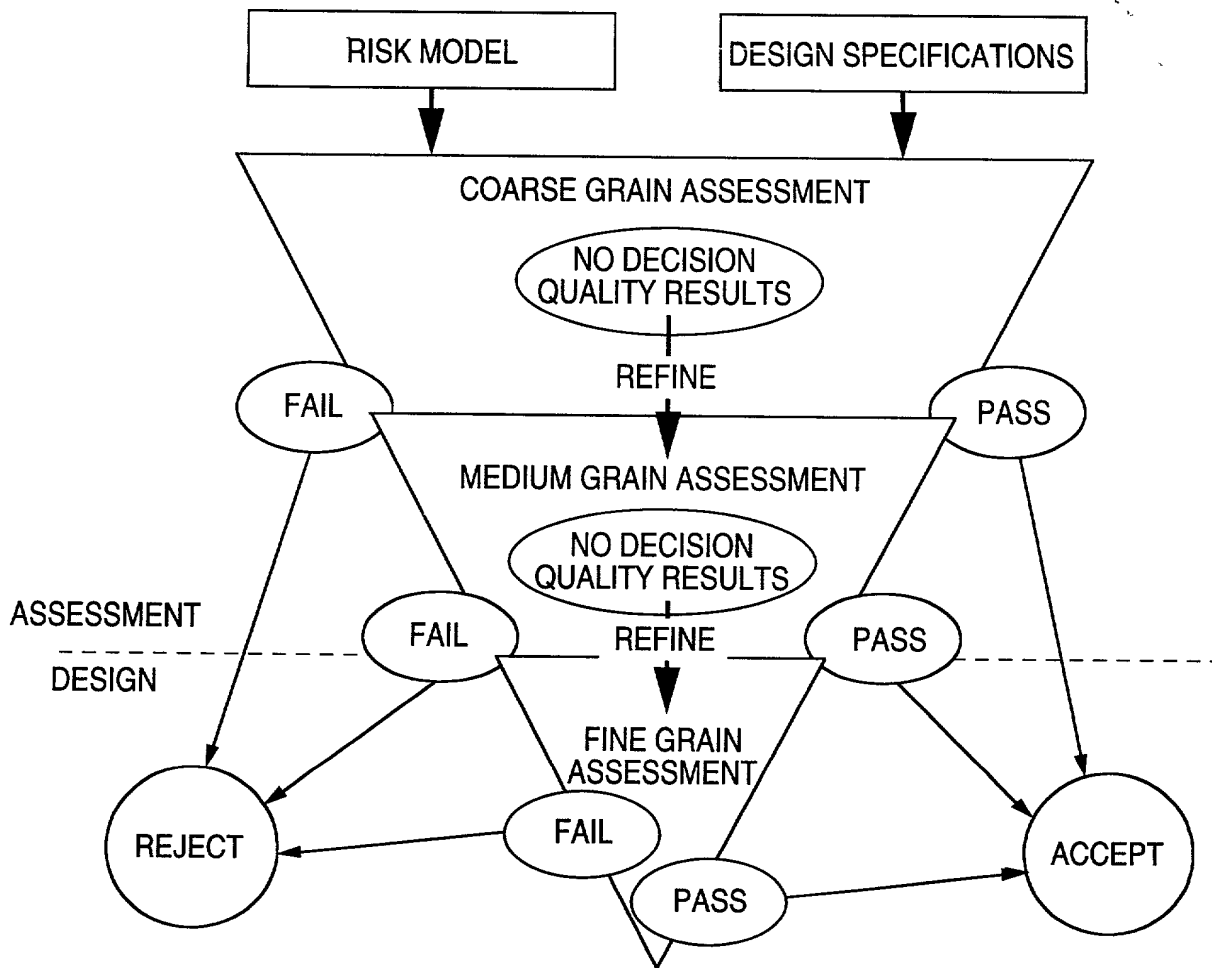 RISK MODEL
DESIGN SPECIFICATIONS
COARSE GRAIN ASSESSMENT
NO DECISION
QUALITY RESULTS
REFINE
FAIL
PASS
MEDIUM GRAIN ASSESSMENT
NO DECISION
QUALITY RESULTS
ASSESSMENT
FAIL
REFINE
PASS
DESIGN
FINE GRAIN
ASSESSMENT
FAIL
REJECT
ACCEPT
PASS